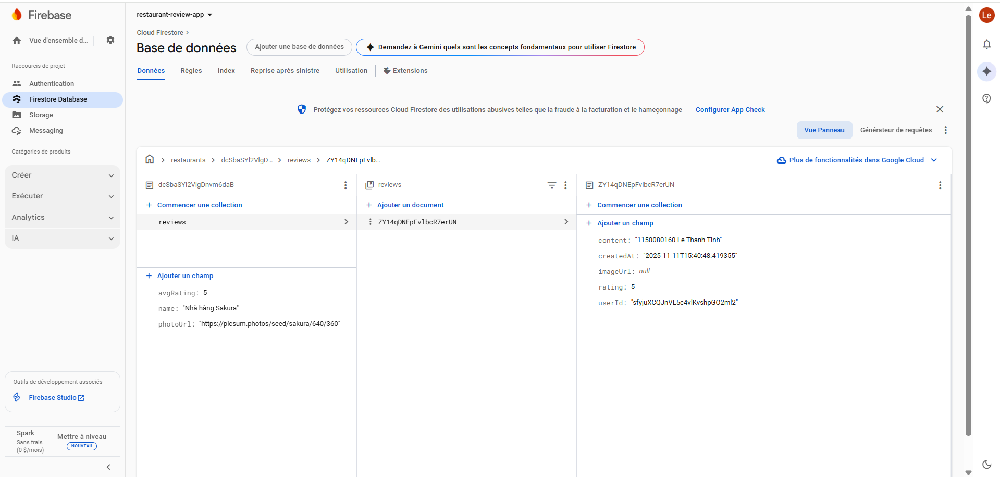 Firebase
Vue d'ensemble d...
Raccourcis de projet
Authentication
Firestore Database
Storage
Messaging
Catégories de produits
Créer
Exécuter
Analytics
IA
Outils de développement associés
Firebase Studio
Spark
Sans frais
(0 $/mois)
Mettre à niveau
NOUVEAU
restaurant-review-app
Cloud Firestore
Base de données
Ajouter une base de données
Demandez à Gemini quels sont les concepts fondamentaux pour utiliser Firestore
Données Règles Index Reprise après sinistre Utilisation Extensions
Protégez vos ressources Cloud Firestore des utilisations abusives telles que la fraude à la facturation et le hameçonnage Configurer App Check
Vue Panneau Générateur de requêtes
restaurants > dcSbaSYl2VlgD... > reviews > ZY14qDNEpFvlb...
Plus de fonctionnalités dans Google Cloud
dcSbaSYl2VlgDnvm6daB
+ Commencer une collection
reviews
+ Ajouter un champ
avgRating: 5
name: "Nhà hàng Sakura"
photoUrl: "https://picsum.photos/seed/sakura/640/360"
reviews
+ Ajouter un document
ZY14qDNEpFvlbcR7erUN
ZY14qDNEpFvlbcR7erUN
+ Commencer une collection
+ Ajouter un champ
content: "1150080160 Le Thanh Tinh"
createdAt: "2025-11-11T15:40:48.419355"
imageUrl: null
rating: 5
userId: "sfyjuXCQJnVL5c4vlKvshpGO2ml2"
Le